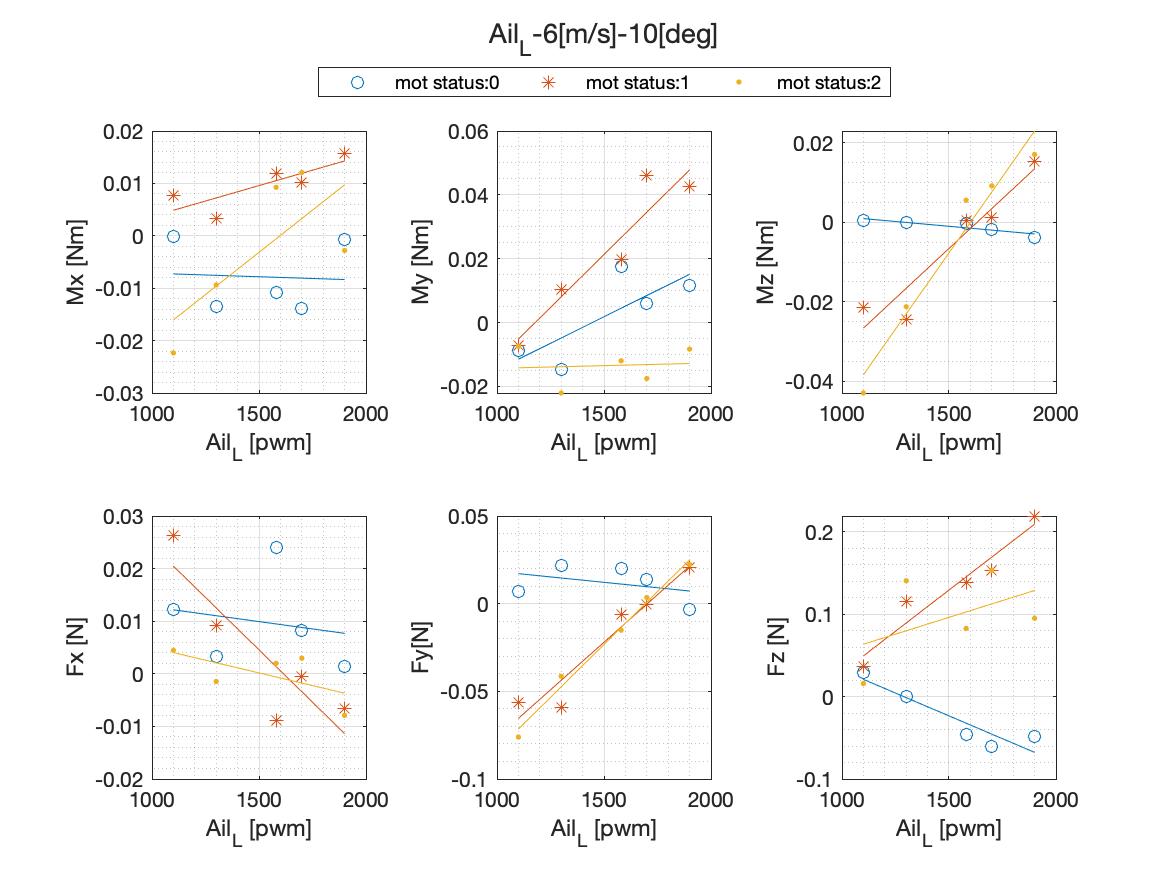 Ail_L-6[m/s]-10[deg]
mot status:0 mot status:1 mot status:2
0.02
0.01
0
-0.01
-0.02
-0.03
Mx [Nm]
1000 1500 2000
Ail_L [pwm]
0.06
0.04
0.02
0
-0.02
My [Nm]
1000 1500 2000
Ail_L [pwm]
0.02
0
-0.02
-0.04
Mz [Nm]
1000 1500 2000
Ail_L [pwm]
0.03
0.02
0.01
0
-0.01
-0.02
Fx [N]
1000 1500 2000
Ail_L [pwm]
0.05
0
-0.05
-0.1
Fy[N]
1000 1500 2000
Ail_L [pwm]
0.2
0.1
0
-0.1
Fz [N]
1000 1500 2000
Ail_L [pwm]